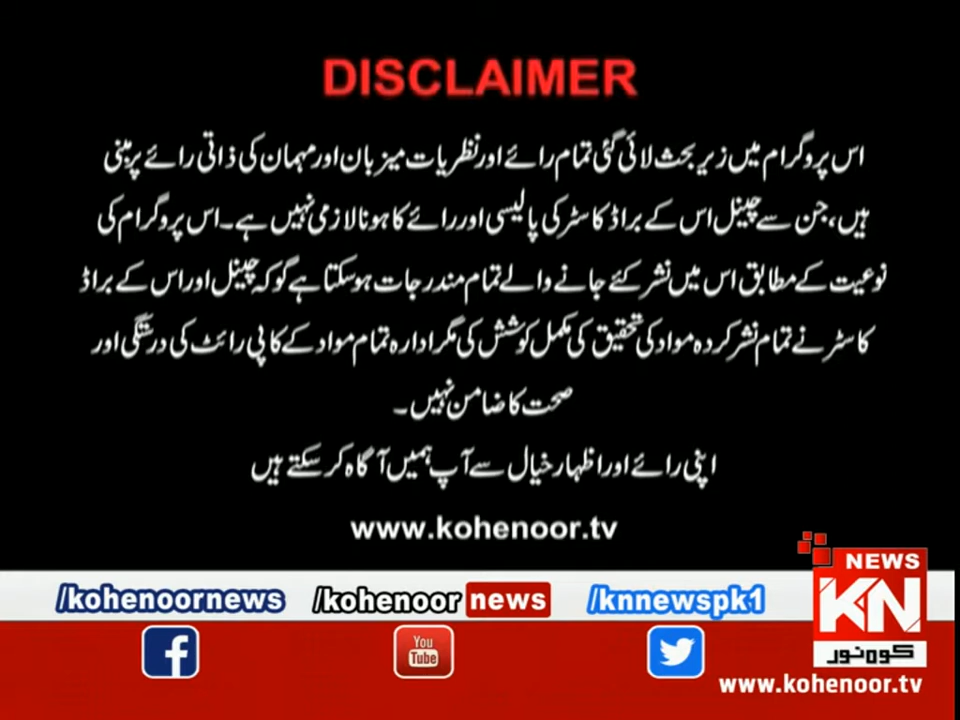 DISCLAIMER
اس پروگرام میں زیر بحث لائی گئی تمام رائے اور نظریات میزبان اور مہمان کی ذاتی رائے پر مبنی
ہیں، جن سے چینل اس کے براڈ کاسٹر کی پالیسی اور رائے کا ہونا لازمی نہیں ہے۔ اس پروگرام کی
نوعیت کے مطابق اس میں نشر کئے جانے والے تمام مندرجات ہوسکتا ہے گو کہ چینل اور اس کے براڈ
کاسٹر نے تمام نشر کردہ مواد کی تحقیق کی مکمل کوشش کی مگر ادارہ تمام مواد کے کاپی رائٹ کی درستگی اور
صحت کا ضامن نہیں۔
اپنی رائے اور اظہار خیال سے آپ ہمیں آگاہ کر سکتے ہیں
www.kohenoor.tv
/kohenoornews /kohenoor news /knnewspk1
NEWS
KN
کوہ نور
You
Tube
www.kohenoor.tv